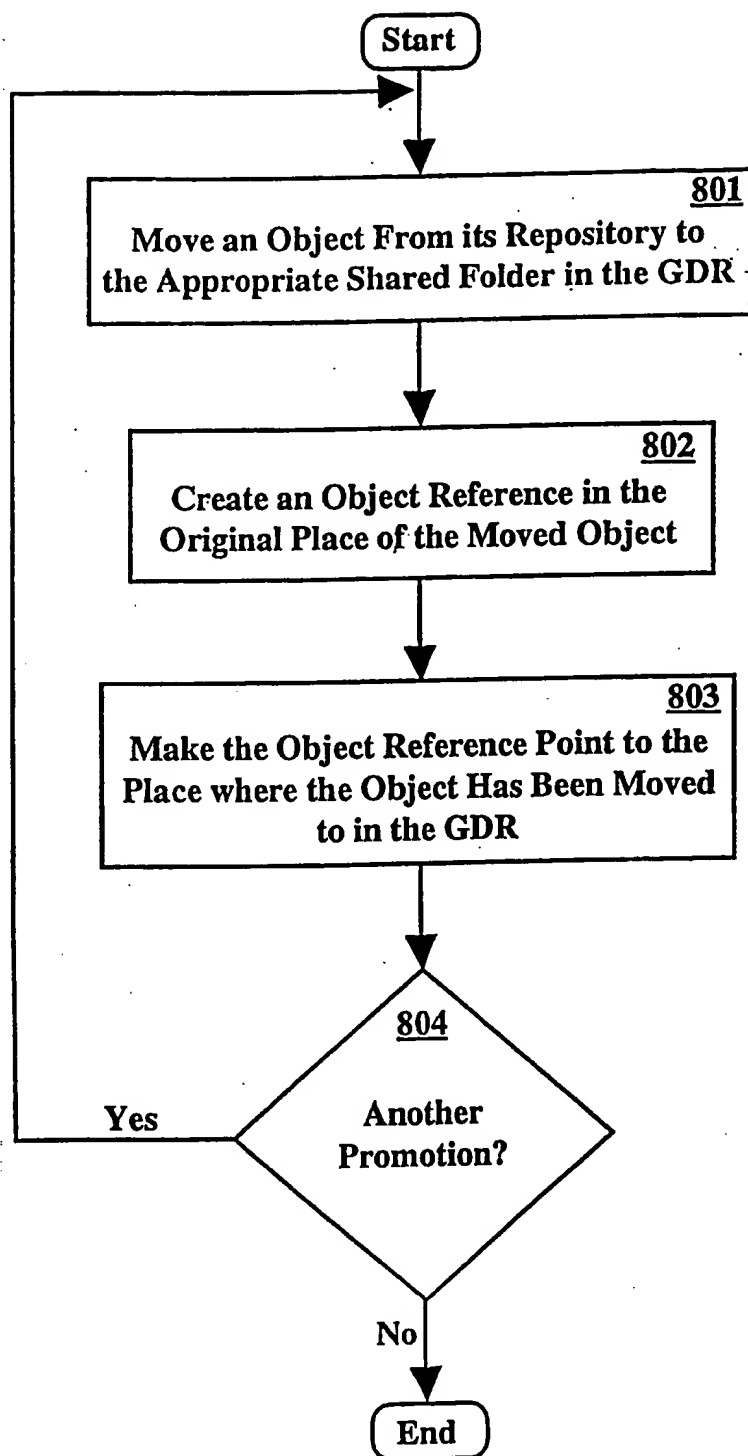 Start
801
Move an Object From its Repository to
the Appropriate Shared Folder in the GDR
802
Create an Object Reference in the
Original Place of the Moved Object
803
Make the Object Reference Point to the
Place where the Object Has Been Moved
to in the GDR
804
Another
Promotion?
Yes
No
End